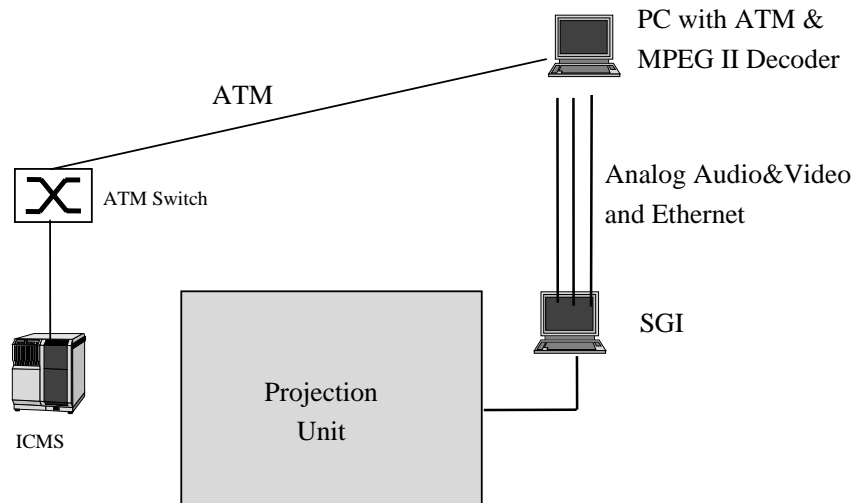 PC with ATM &
MPEG II Decoder
ATM
ATM Switch
Analog Audio&Video
and Ethernet
SGI
Projection
Unit
ICMS